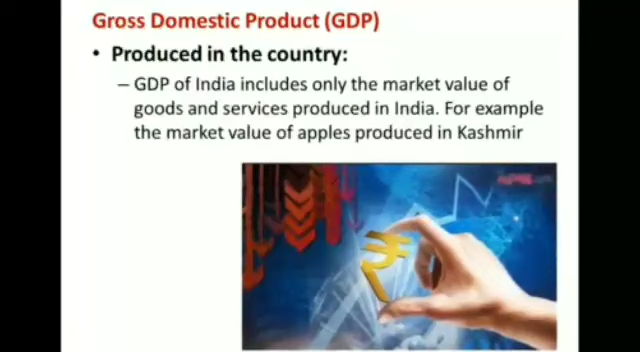 Gross Domestic Product (GDP)
• Produced in the country:
– GDP of India includes only the market value of
goods and services produced in India. For example
the market value of apples produced in Kashmir
₹